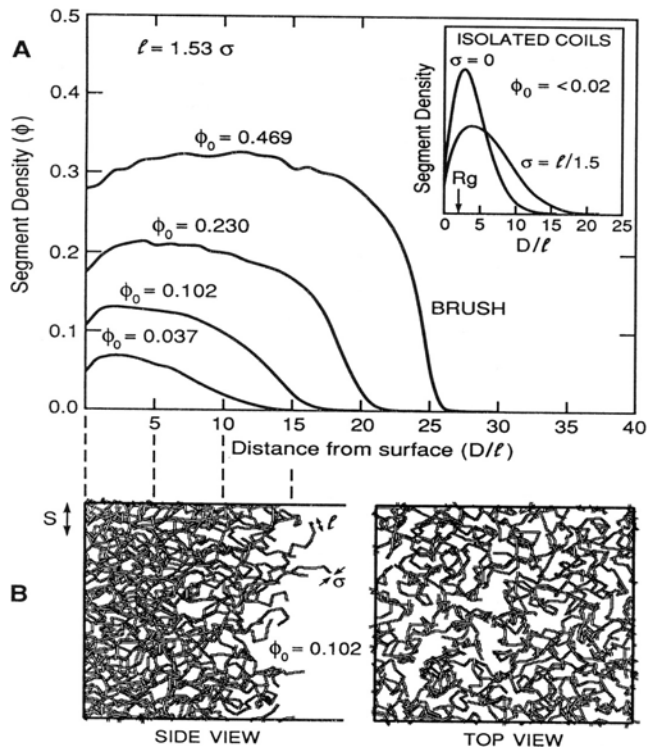 A
ℓ = 1.53 σ
0.5
0.4
0.3
0.2
0.1
0.0
Segment Density (ϕ)
ϕ₀ = 0.469
ϕ₀ = 0.230
ϕ₀ = 0.102
ϕ₀ = 0.037
BRUSH
ISOLATED COILS
σ = 0
ϕ₀ = <0.02
σ = ℓ/1.5
Rg
Segment Density
0 5 10 15 20 25
D/ℓ
0 5 10 15 20 25 30 35 40
Distance from surface (D/ℓ)
B
S
ℓ
σ
ϕ₀ = 0.102
SIDE VIEW
TOP VIEW